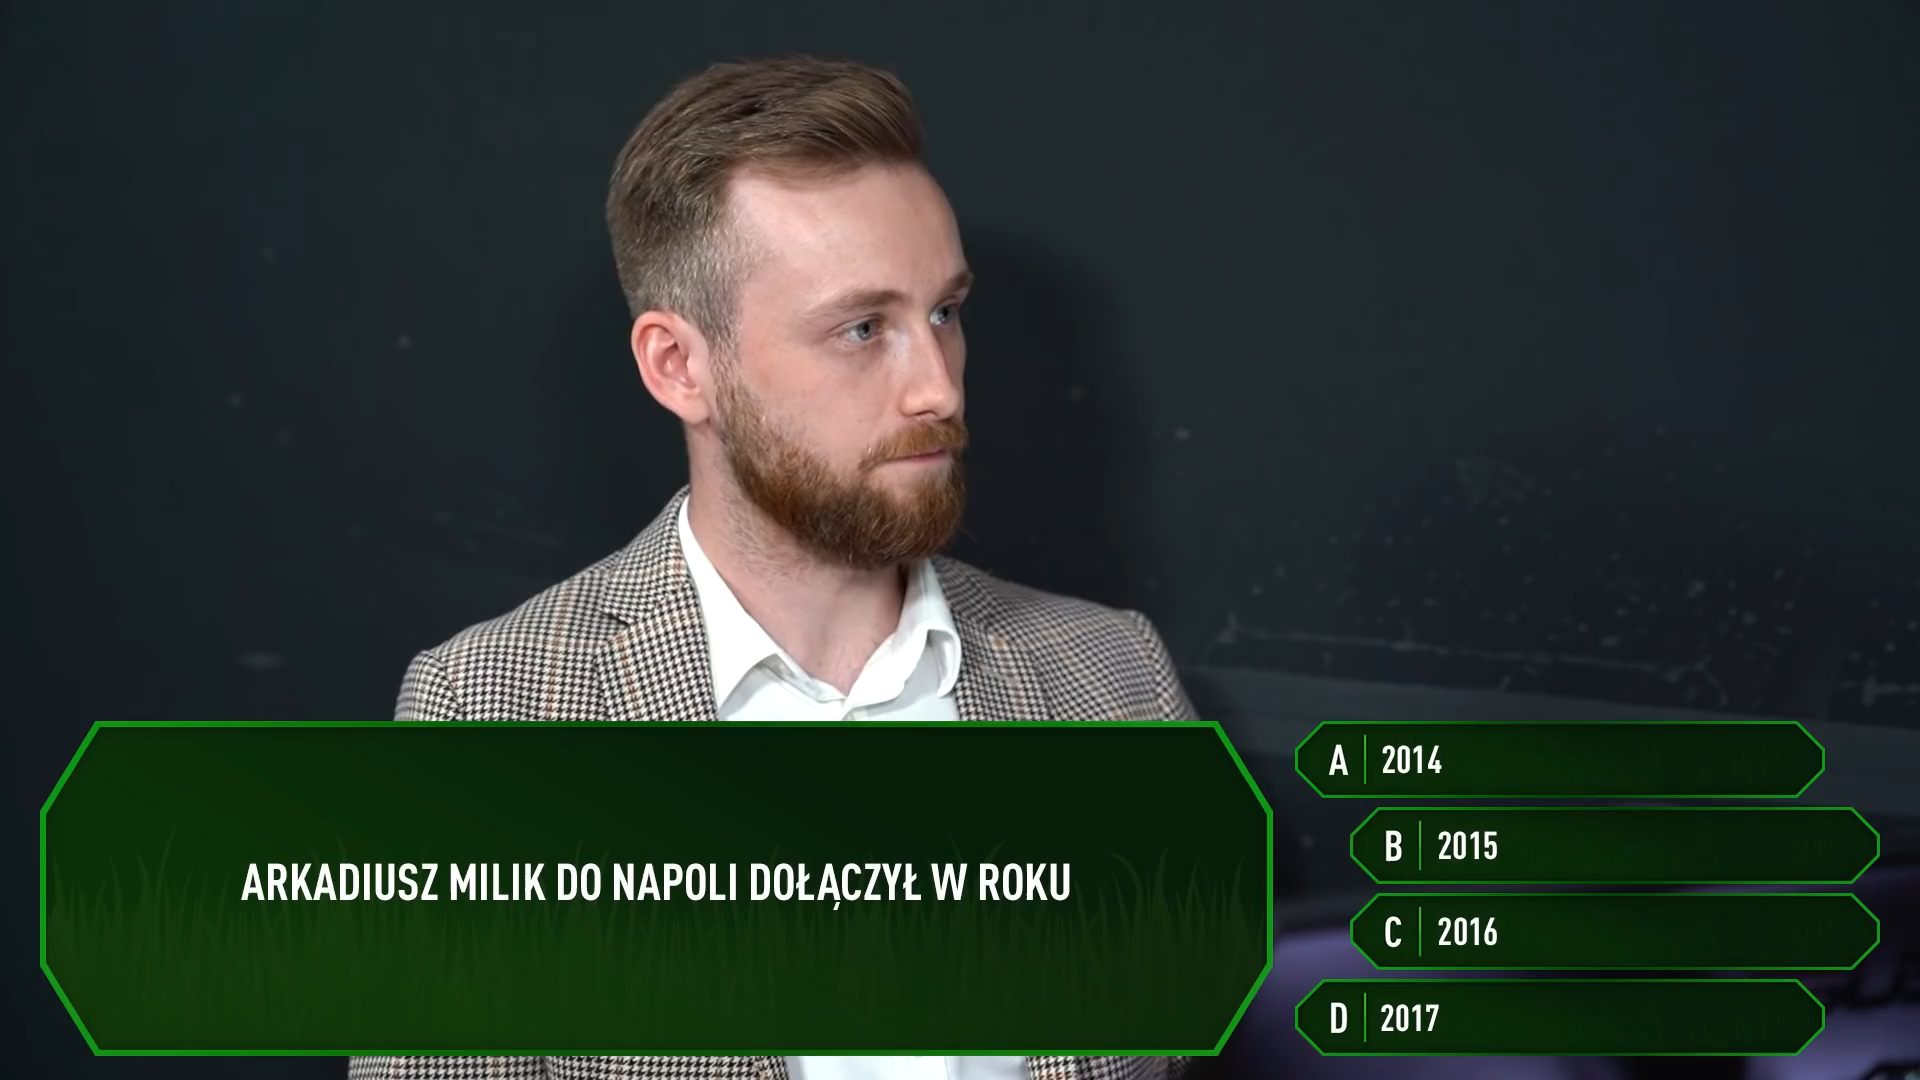 ARKADIUSZ MILIK DO NAPOLI DOŁĄCZYŁ W ROKU
A 2014
B 2015
C 2016
D 2017